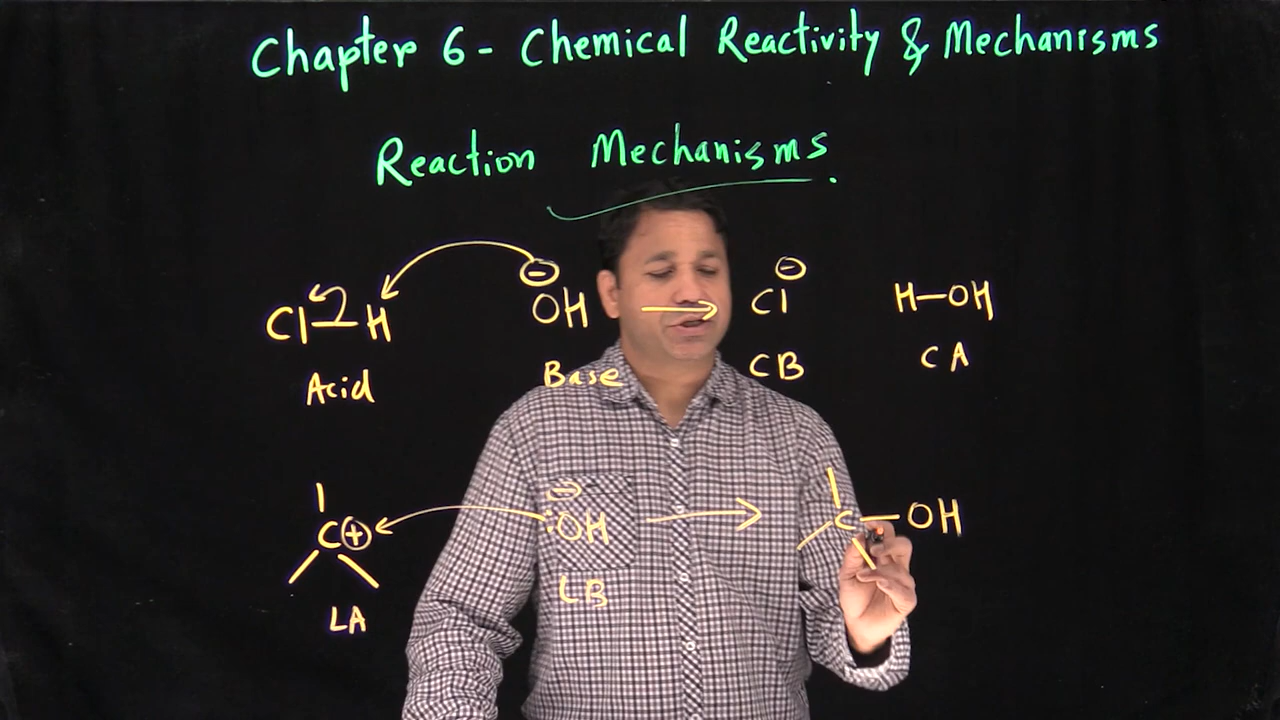 Chapter 6 - Chemical Reactivity & Mechanisms
Reaction Mechanisms.
Cl—H ⊖OH → Cl⊖ H—OH
Acid Base CB CA
C⊕ ⊖:OH → C—OH
LA LB